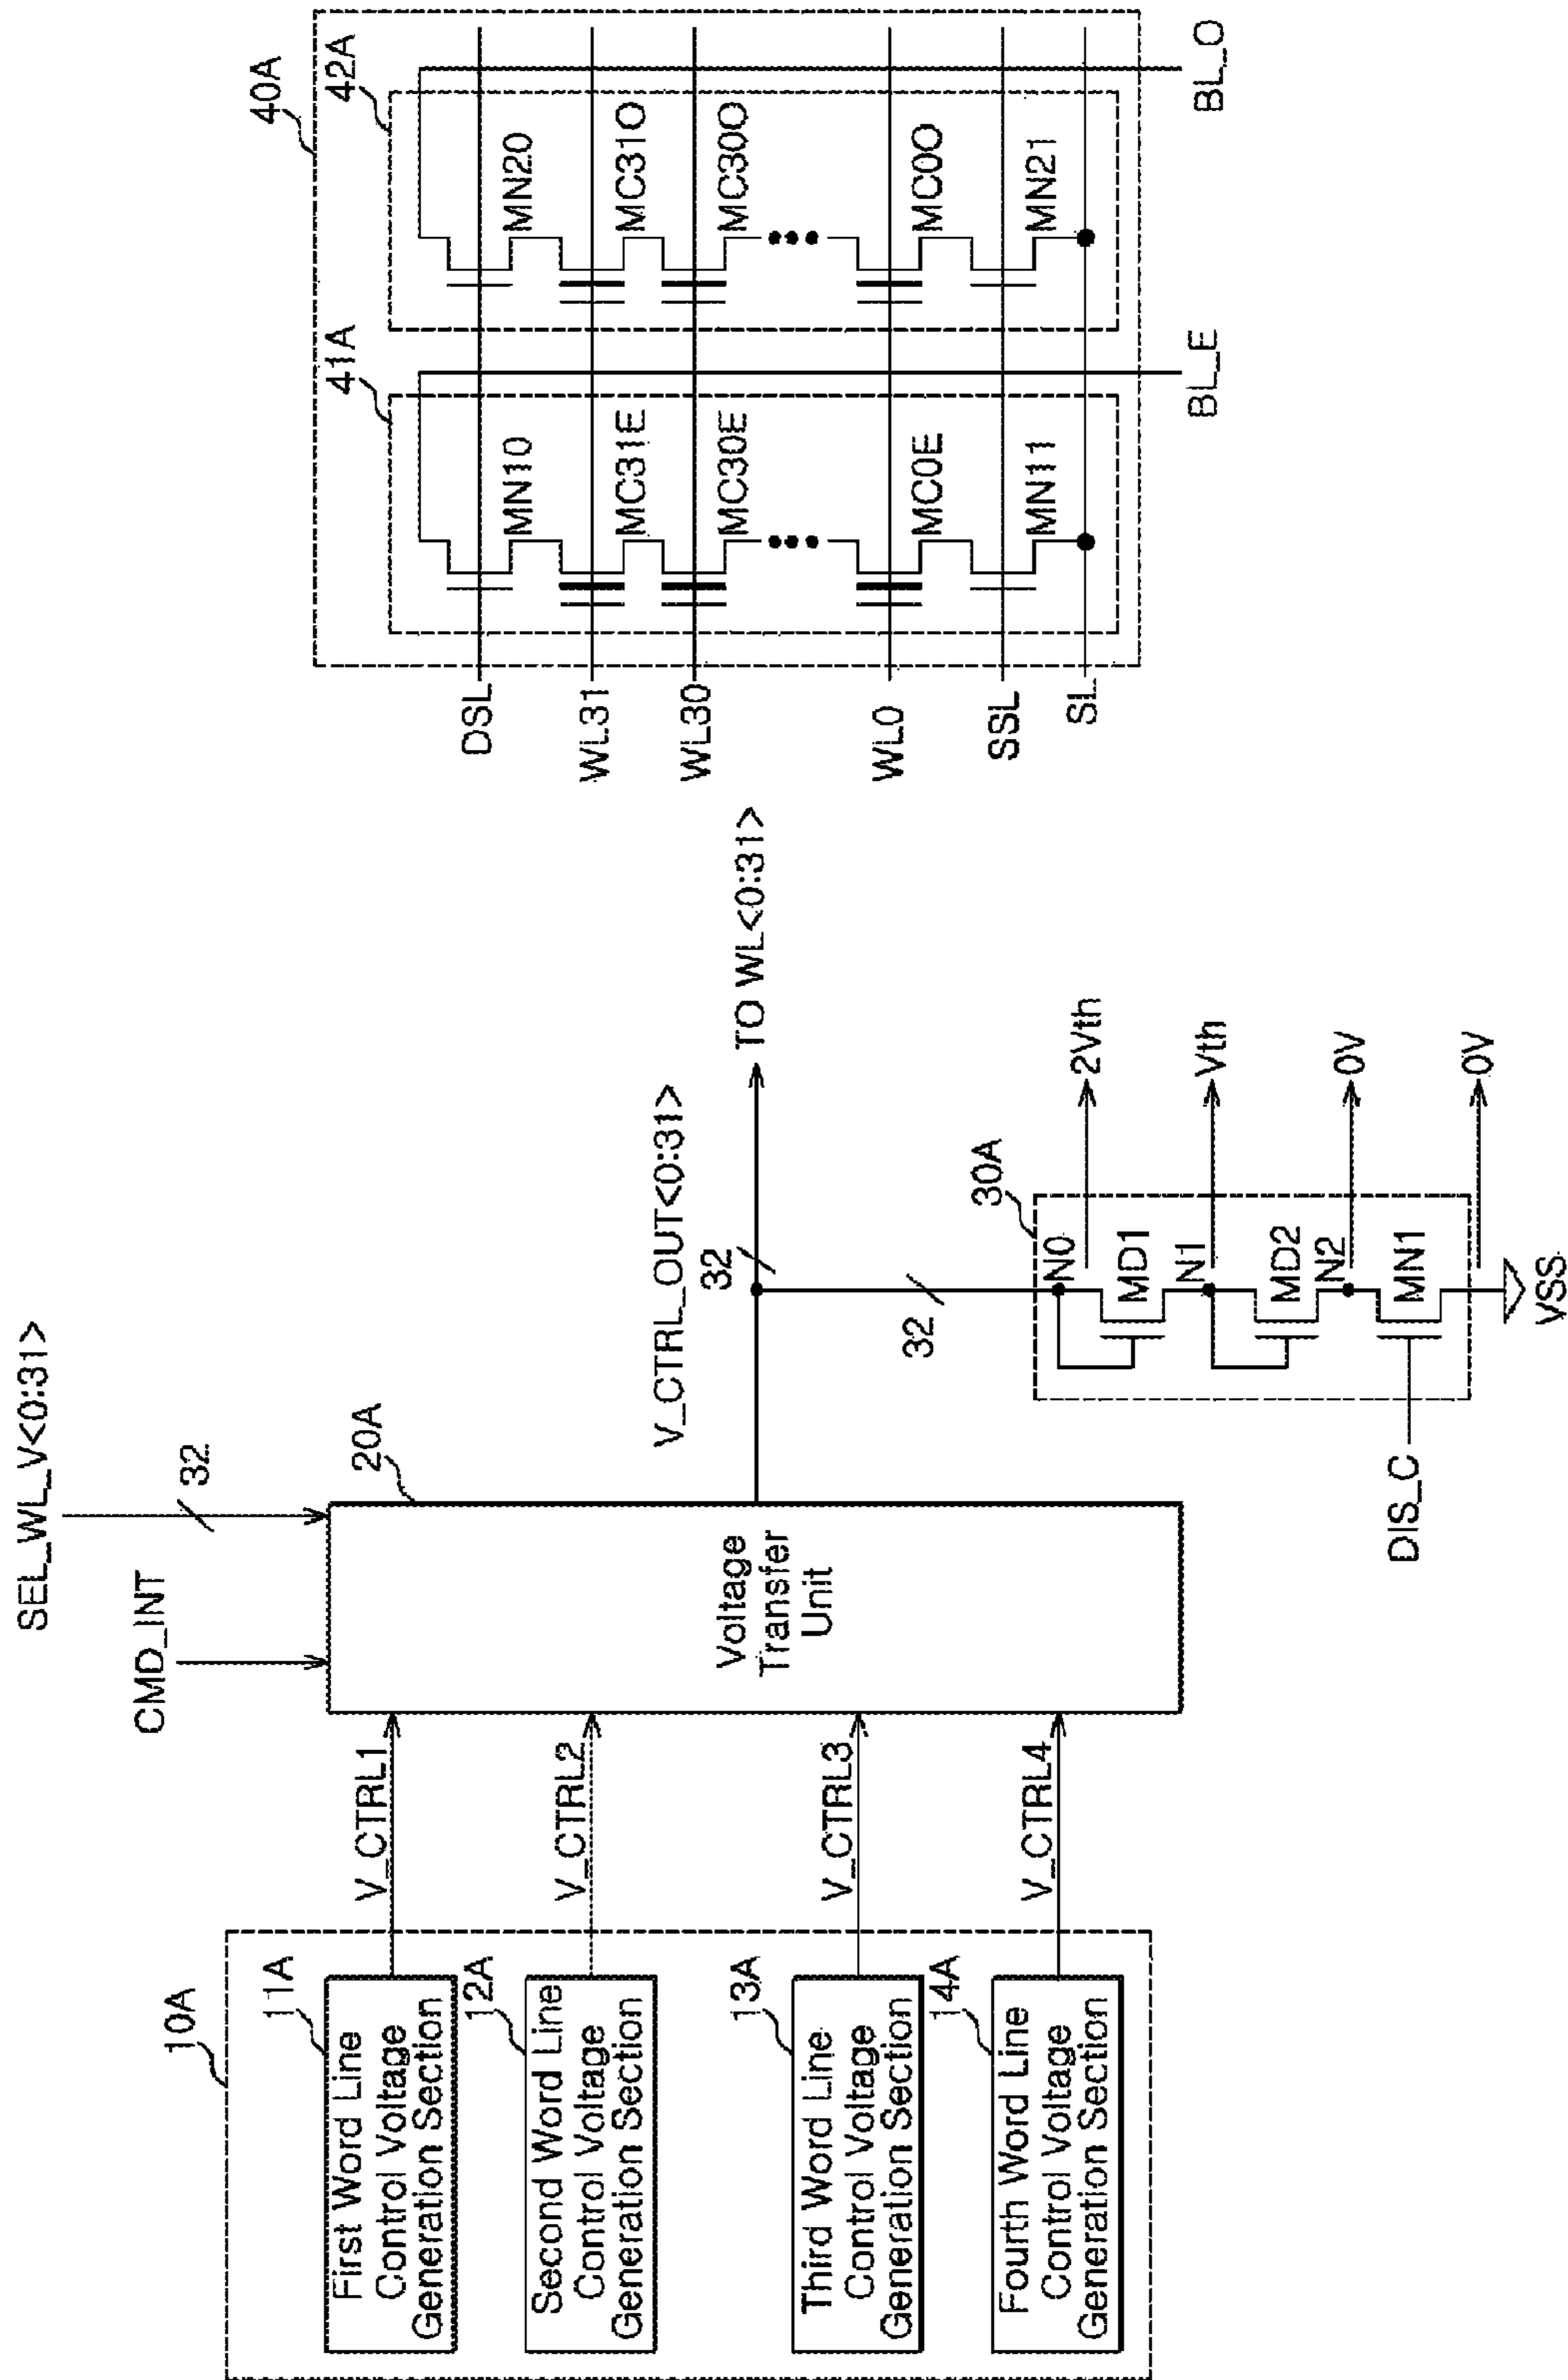 10A
11A
First Word Line
Control Voltage
Generation Section
12A
Second Word Line
Control Voltage
Generation Section
13A
Third Word Line
Control Voltage
Generation Section
14A
Fourth Word Line
Control Voltage
Generation Section
V_CTRL1
V_CTRL2
V_CTRL3
V_CTRL4
CMD_INT
SEL_WL_V<0:31>
32
20A
Voltage
Transfer
Unit
V_CTRL_OUT<0:31>
32
TO WL<0:31>
32
30A
N0
2Vth
MD1
N1
Vth
MD2
N2
0V
MN1
0V
DIS_C
VSS
40A
41A
42A
DSL
MN10
MN20
WL31
MC31E
MC31O
WL30
MC30E
MC30O
WL0
MC0E
MC0O
SSL
MN11
MN21
SL
BL_E
BL_O